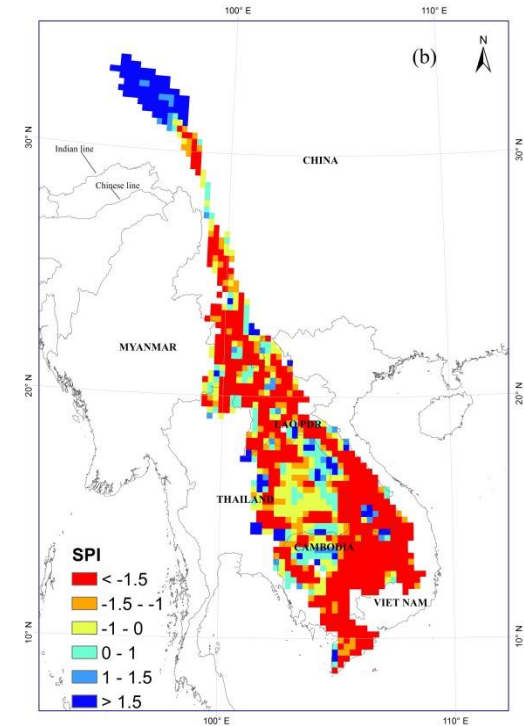 100° E
110° E
(b)
N
30° N
30° N
Indian line
CHINA
Chinese line
MYANMAR
20° N
20° N
LAO PDR
THAILAND
CAMBODIA
SPI
< -1.5
-1.5 - -1
VIET NAM
-1 - 0
10° N
10° N
0 - 1
1 - 1.5
> 1.5
100° E
110° E